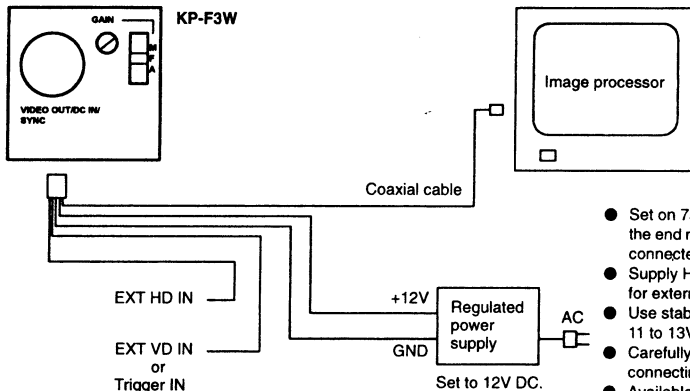 GAIN
KP-F3W
M
F
A
VIDEO OUT/DC IN/
SYNC
Image processor
Coaxial cable
EXT HD IN
EXT VD IN
or
Trigger IN
+12V
GND
Regulated
power
supply
AC
Set to 12V DC.
● Set on 7
the end
connecte
● Supply H
for extern
● Use stab
11 to 13V
● Carefully
connectin
● Available